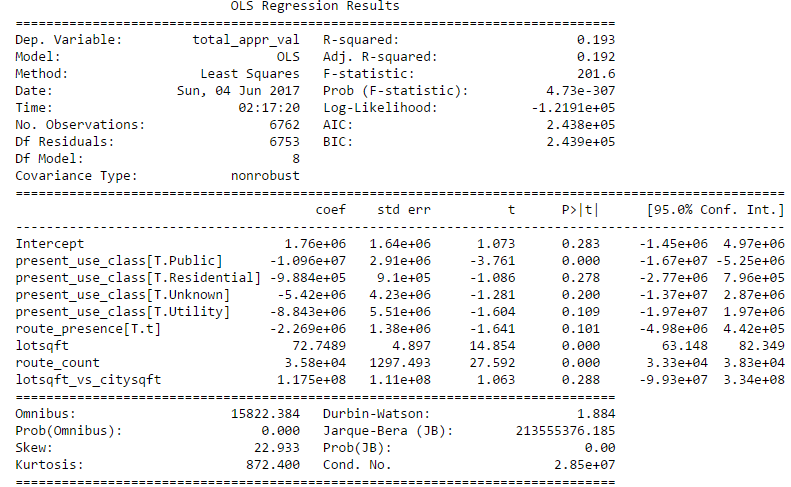 OLS Regression Results
==============================================================================
Dep. Variable: total_appr_val R-squared: 0.193
Model: OLS Adj. R-squared: 0.192
Method: Least Squares F-statistic: 201.6
Date: Sun, 04 Jun 2017 Prob (F-statistic): 4.73e-307
Time: 02:17:20 Log-Likelihood: -1.2191e+05
No. Observations: 6762 AIC: 2.438e+05
Df Residuals: 6753 BIC: 2.439e+05
Df Model: 8
Covariance Type: nonrobust
====================================================================================================
coef std err t P>|t| [95.0% Conf. Int.]
----------------------------------------------------------------------------------------------------
Intercept 1.76e+06 1.64e+06 1.073 0.283 -1.45e+06 4.97e+06
present_use_class[T.Public] -1.096e+07 2.91e+06 -3.761 0.000 -1.67e+07 -5.25e+06
present_use_class[T.Residential] -9.884e+05 9.1e+05 -1.086 0.278 -2.77e+06 7.96e+05
present_use_class[T.Unknown] -5.42e+06 4.23e+06 -1.281 0.200 -1.37e+07 2.87e+06
present_use_class[T.Utility] -8.843e+06 5.51e+06 -1.604 0.109 -1.97e+07 1.97e+06
route_presence[T.t] -2.269e+06 1.38e+06 -1.641 0.101 -4.98e+06 4.42e+05
lotsqft 72.7489 4.897 14.854 0.000 63.148 82.349
route_count 3.58e+04 1297.493 27.592 0.000 3.33e+04 3.83e+04
lotsqft_vs_citysqft 1.175e+08 1.11e+08 1.063 0.288 -9.93e+07 3.34e+08
==============================================================================
Omnibus: 15822.384 Durbin-Watson: 1.884
Prob(Omnibus): 0.000 Jarque-Bera (JB): 213555376.185
Skew: 22.933 Prob(JB): 0.00
Kurtosis: 872.400 Cond. No. 2.85e+07
==============================================================================